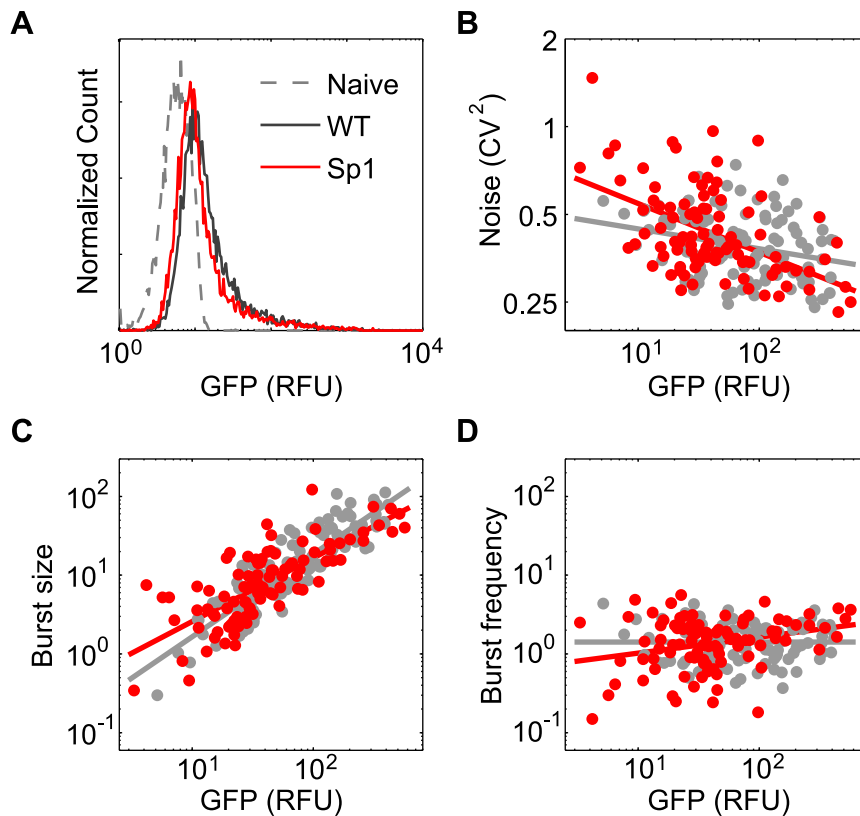 A
Normalized Count
Naive
WT
Sp1
10^0
10^4
GFP (RFU)
B
Noise (CV^2)
2
1
0.5
0.25
10^1
10^2
GFP (RFU)
C
Burst size
10^2
10^1
10^0
10^-1
10^1
10^2
GFP (RFU)
D
Burst frequency
10^2
10^1
10^0
10^-1
10^1
10^2
GFP (RFU)